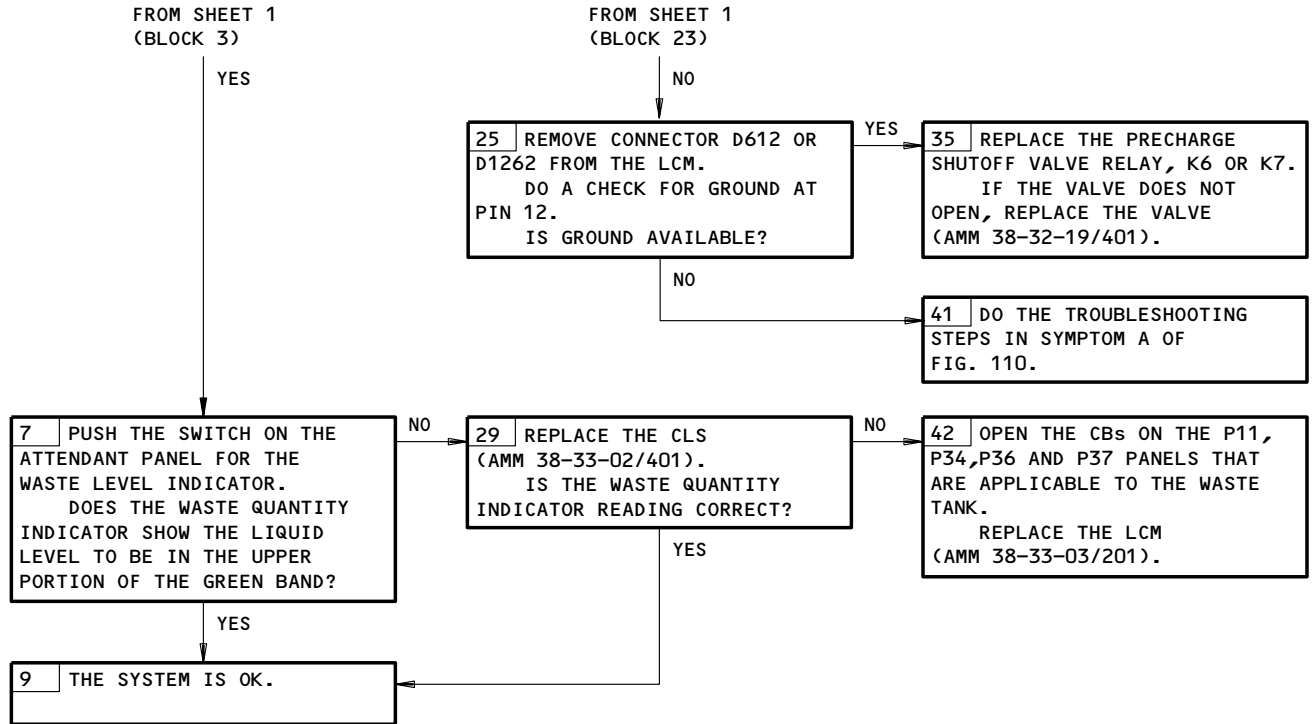 FROM SHEET 1
(BLOCK 3)
YES
FROM SHEET 1
(BLOCK 23)
NO
25 REMOVE CONNECTOR D612 OR
D1262 FROM THE LCM.
DO A CHECK FOR GROUND AT
PIN 12.
IS GROUND AVAILABLE?
YES
35 REPLACE THE PRECHARGE
SHUTOFF VALVE RELAY, K6 OR K7.
IF THE VALVE DOES NOT
OPEN, REPLACE THE VALVE
(AMM 38-32-19/401).
NO
41 DO THE TROUBLESHOOTING
STEPS IN SYMPTOM A OF
FIG. 110.
7 PUSH THE SWITCH ON THE
ATTENDANT PANEL FOR THE
WASTE LEVEL INDICATOR.
DOES THE WASTE QUANTITY
INDICATOR SHOW THE LIQUID
LEVEL TO BE IN THE UPPER
PORTION OF THE GREEN BAND?
NO
29 REPLACE THE CLS
(AMM 38-33-02/401).
IS THE WASTE QUANTITY
INDICATOR READING CORRECT?
NO
42 OPEN THE CBs ON THE P11,
P34,P36 AND P37 PANELS THAT
ARE APPLICABLE TO THE WASTE
TANK.
REPLACE THE LCM
(AMM 38-33-03/201).
YES
YES
9 THE SYSTEM IS OK.